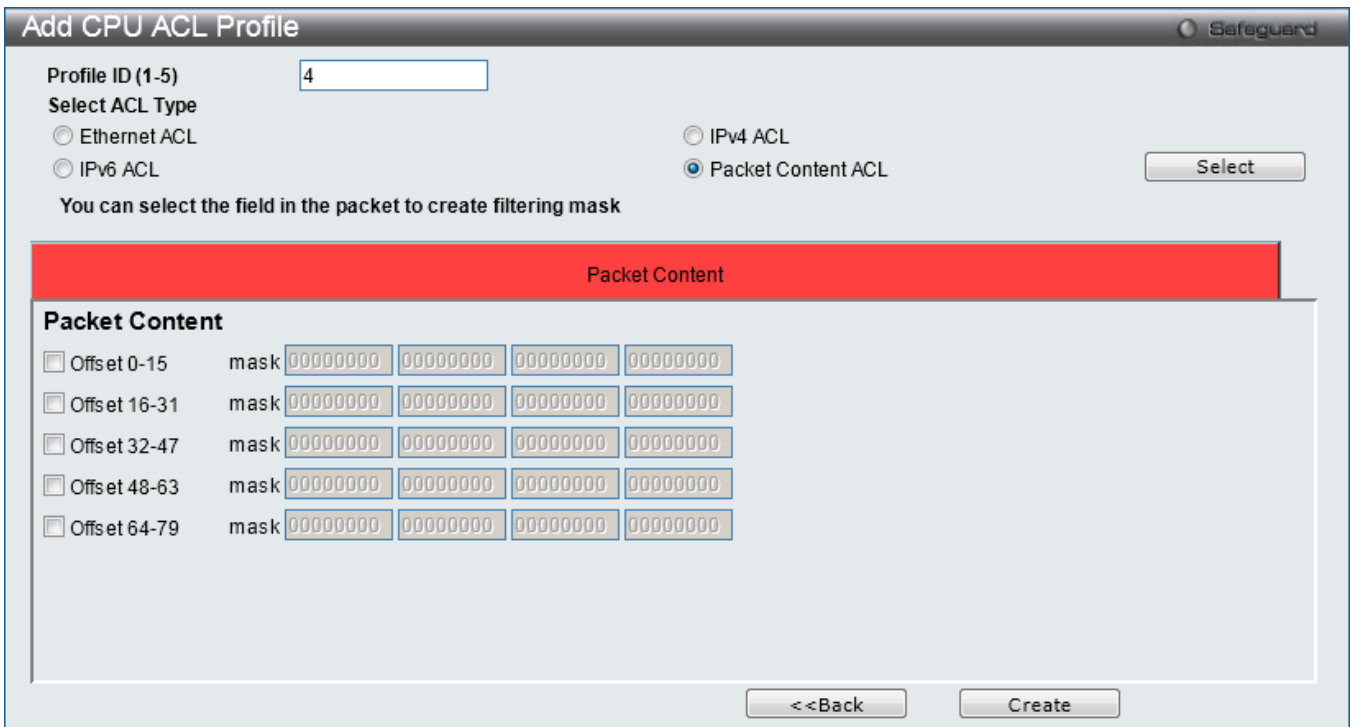 Add CPU ACL Profile Safeguard
Profile ID (1-5) 4
Select ACL Type
Ethernet ACL IPv4 ACL
IPv6 ACL Packet Content ACL Select
You can select the field in the packet to create filtering mask
Packet Content
Packet Content
Offset 0-15 mask 00000000 00000000 00000000 00000000
Offset 16-31 mask 00000000 00000000 00000000 00000000
Offset 32-47 mask 00000000 00000000 00000000 00000000
Offset 48-63 mask 00000000 00000000 00000000 00000000
Offset 64-79 mask 00000000 00000000 00000000 00000000
<<Back Create